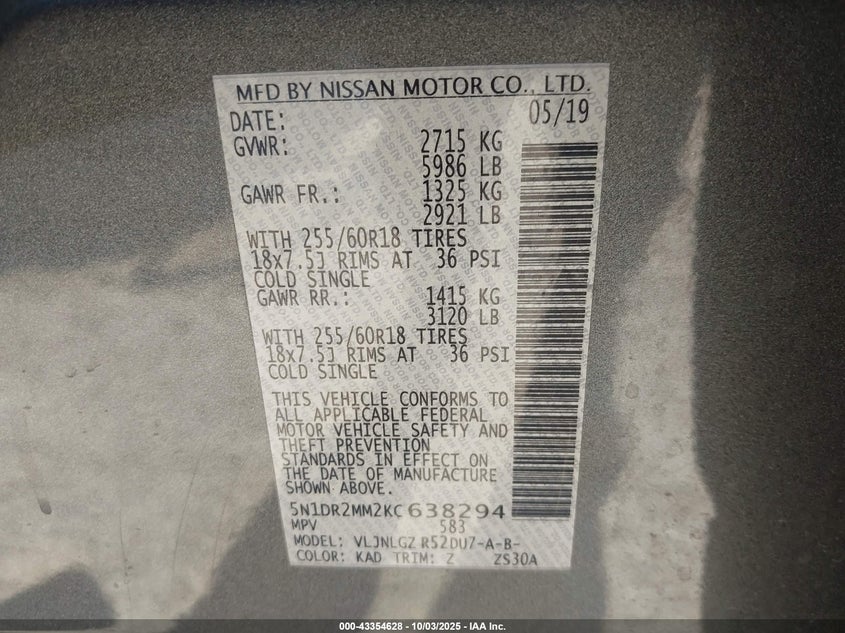 MFD BY NISSAN MOTOR CO., LTD.
DATE: 05/19
GVWR: 2715 KG
5986 LB
GAWR FR.: 1325 KG
2921 LB
WITH 255/60R18 TIRES
18x7.5J RIMS AT 36 PSI
COLD SINGLE
GAWR RR.: 1415 KG
3120 LB
WITH 255/60R18 TIRES
18x7.5J RIMS AT 36 PSI
COLD SINGLE
THIS VEHICLE CONFORMS TO
ALL APPLICABLE FEDERAL
MOTOR VEHICLE SAFETY AND
THEFT PREVENTION
STANDARDS IN EFFECT ON
THE DATE OF MANUFACTURE
SHOWN ABOVE.
5N1DR2MM2KC638294
MPV 583
MODEL: VLJNLGZ R52DU7-A-B-
COLOR: KAD TRIM: Z ZS30A
000-43354628 - 10/03/2025 - IAA Inc.